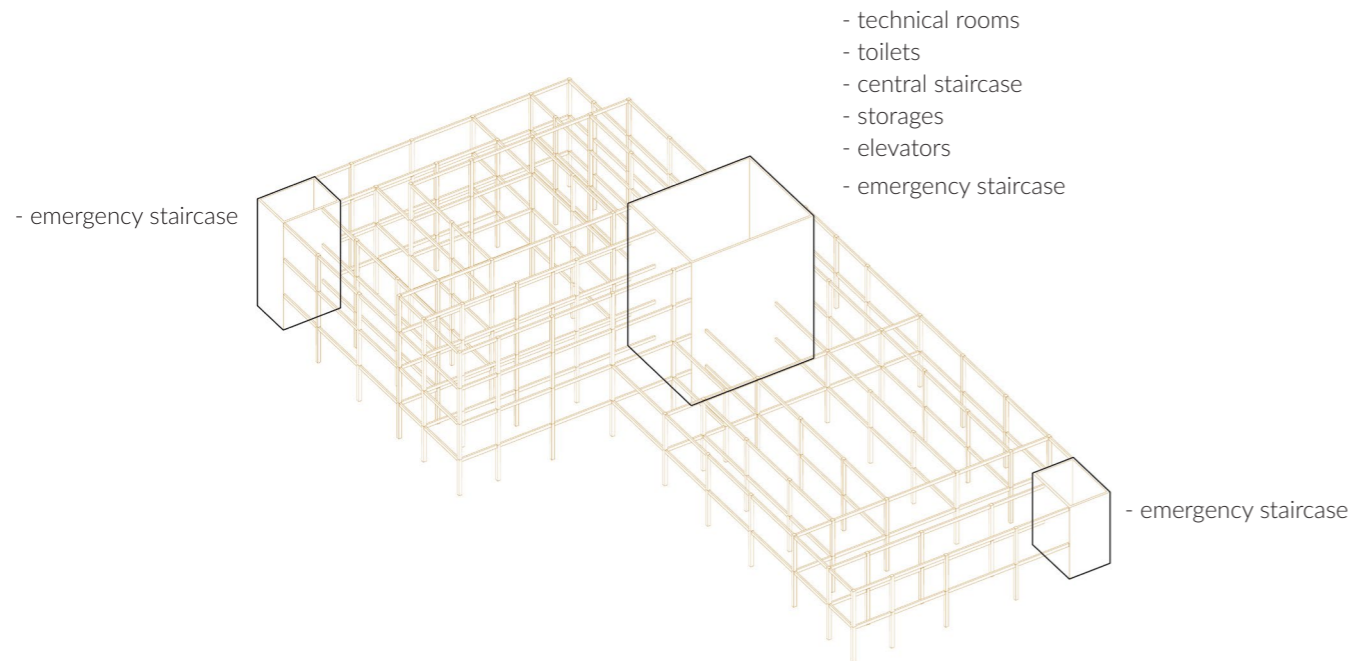 - technical rooms
- toilets
- central staircase
- storages
- elevators
- emergency staircase
- emergency staircase
- emergency staircase